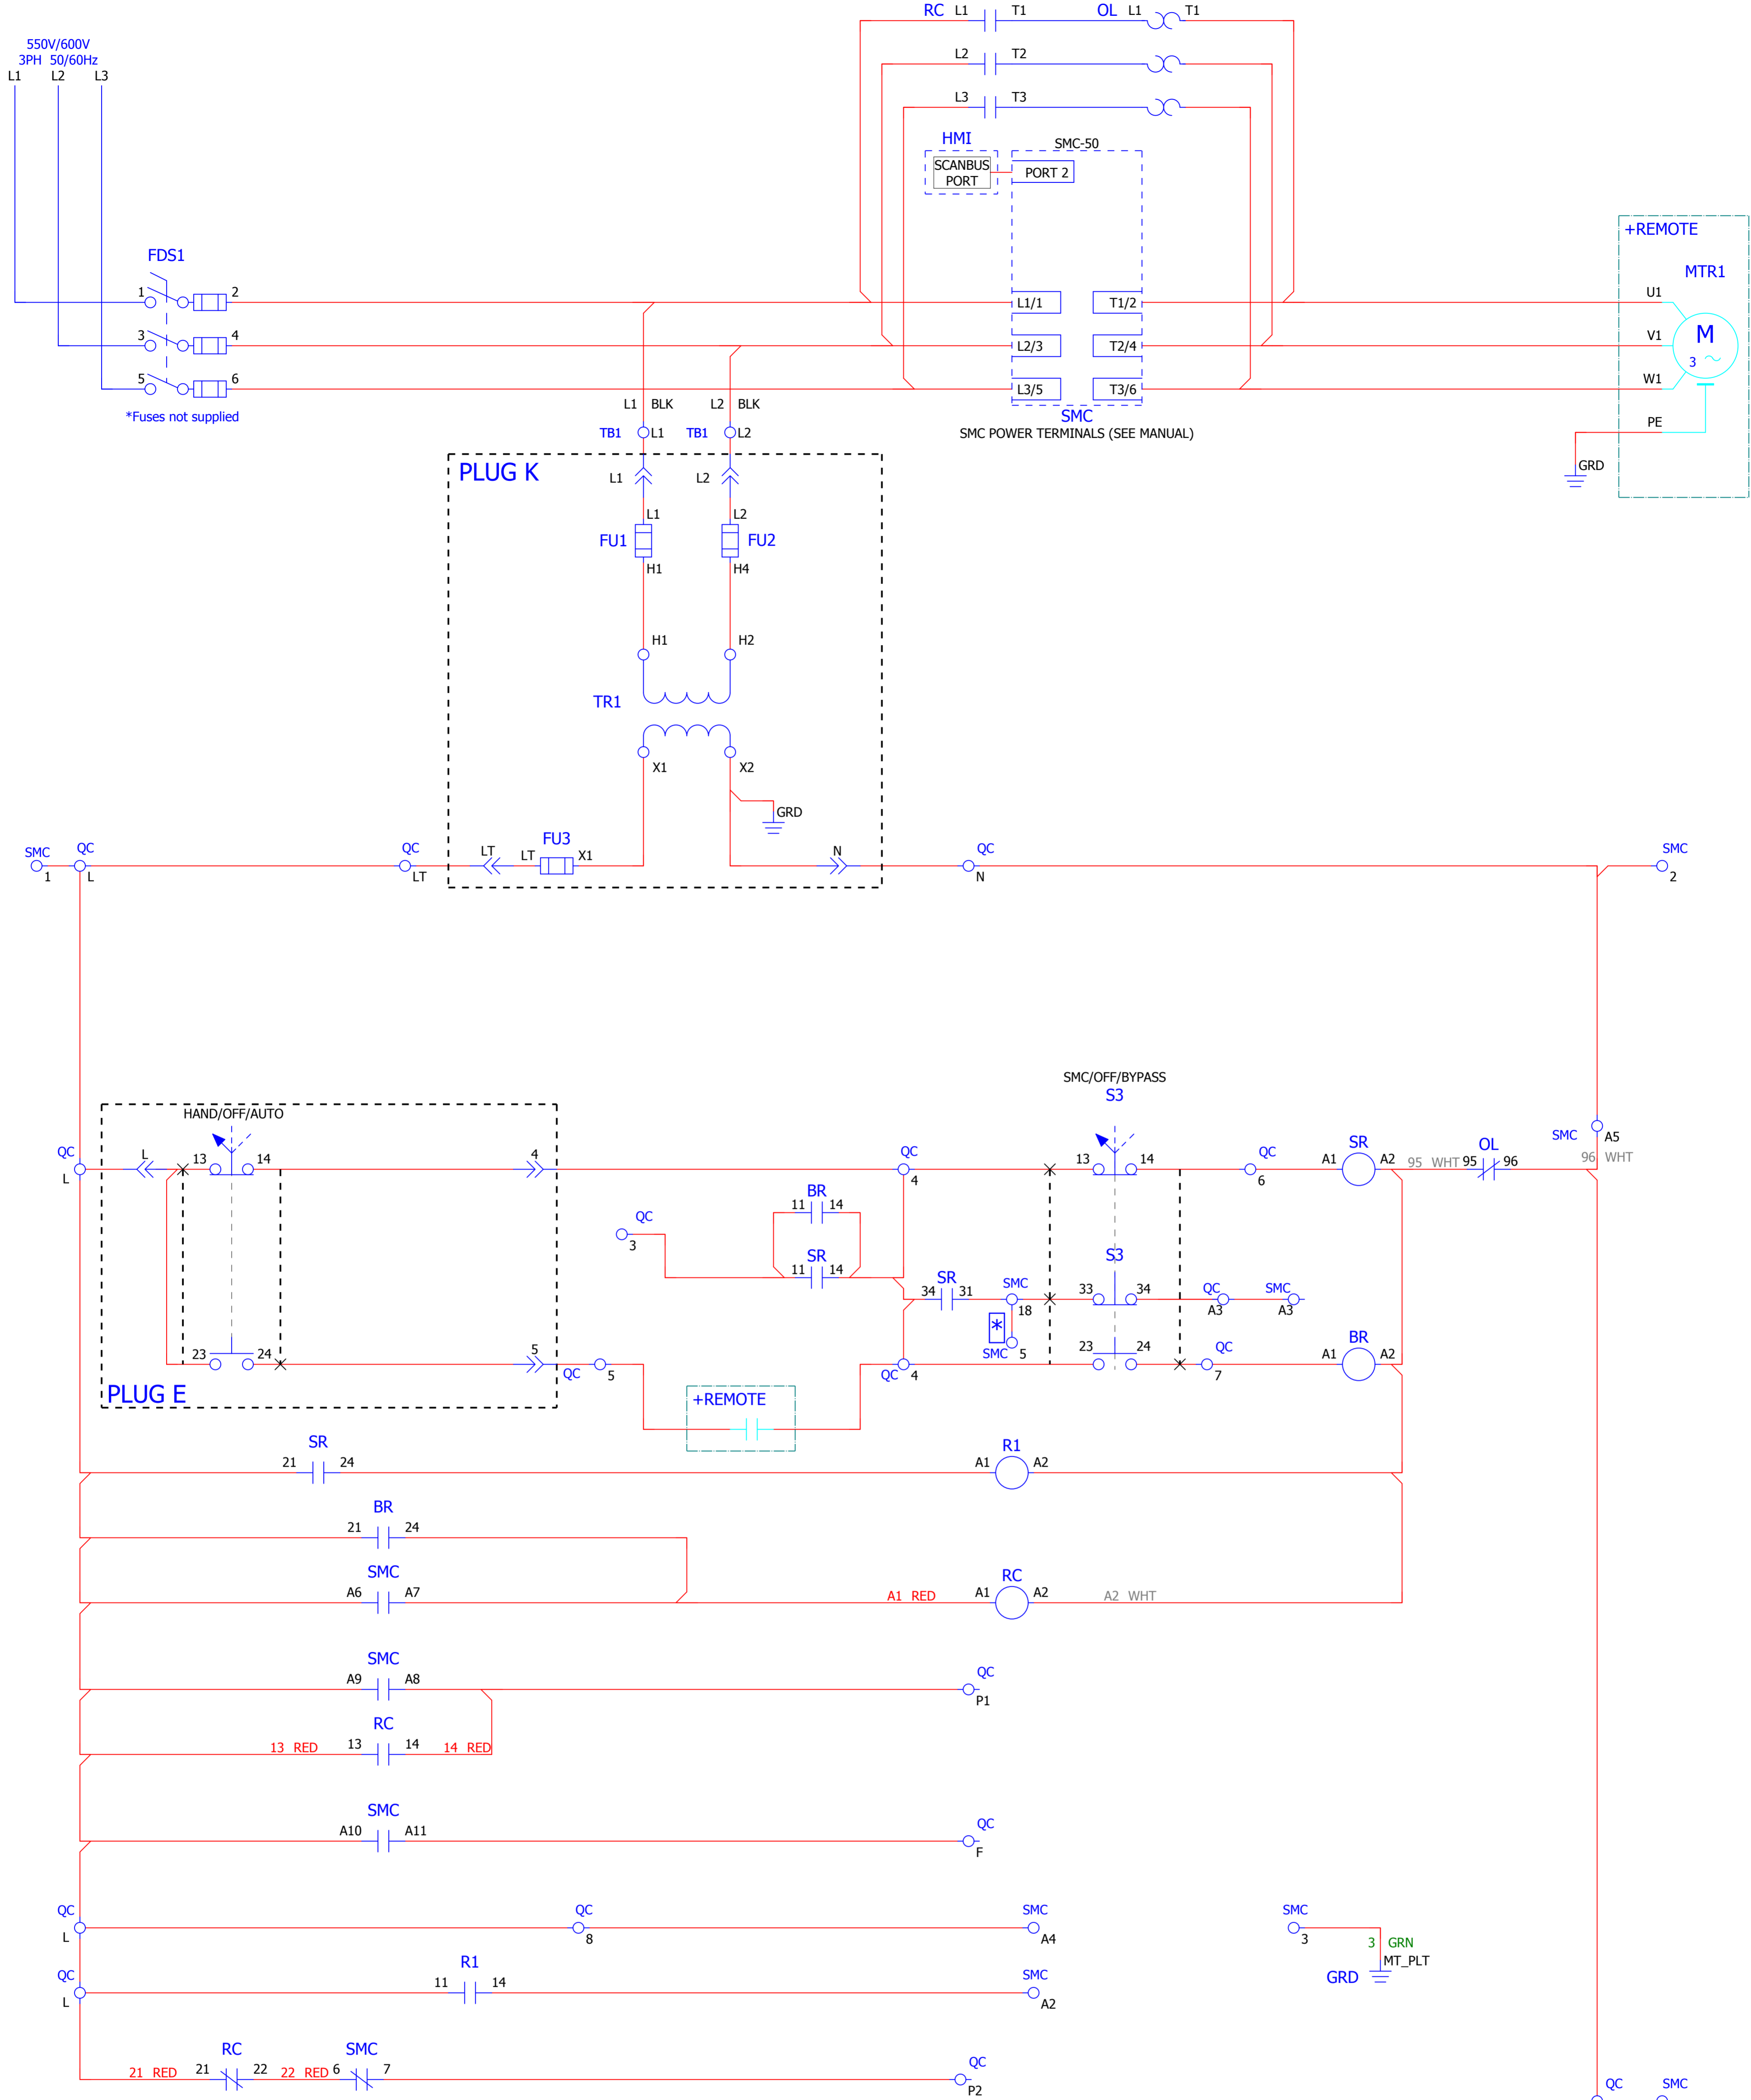 RC L1 T1 OL L1 T1
550V/600V
3PH 50/60Hz
L1 L2 L3
L2 T2
L3 T3
HMI
SCANBUS
PORT
SMC-50
PORT 2
+REMOTE
MTR1
FDS1
1 2
3 4
5 6
*Fuses not supplied
L1/1 T1/2
L2/3 T2/4
L3/5 T3/6
SMC
SMC POWER TERMINALS (SEE MANUAL)
U1
V1
W1
PE
M
3
GRD
L1 BLK L2 BLK
TB1 L1 TB1 L2
PLUG K
L1 L2
L1 L2
FU1 FU2
H1 H4
H1 H2
TR1
X1 X2
GRD
FU3
SMC QC QC LT LT X1 N QC SMC
1 L LT N 2
SMC/OFF/BYPASS
S3
HAND/OFF/AUTO
QC L 13 14 4 QC 13 14 QC SR A1 A2 95 WHT 95 OL 96 96 WHT SMC A5
L 4 6
BR
11 14
QC
3
SR
11 14
SR
34 31
SMC
18
S3
33 34
QC
A3
SMC
A3
*
SMC 5
23 24 5 QC 5 QC 4 23 24 QC 7 BR A1 A2
PLUG E
+REMOTE
SR
21 24
R1
A1 A2
BR
21 24
SMC
A6 A7
A1 RED
RC
A1 A2
A2 WHT
SMC
A9 A8
QC
P1
RC
13 RED 13 14 14 RED
SMC
A10 A11
QC
F
QC QC SMC SMC
L 8 A4 3
3 GRN
MT_PLT
GRD
QC R1 SMC
L 11 14 A2
RC SMC
21 RED 21 22 22 RED 6 7
QC
P2
QC SMC